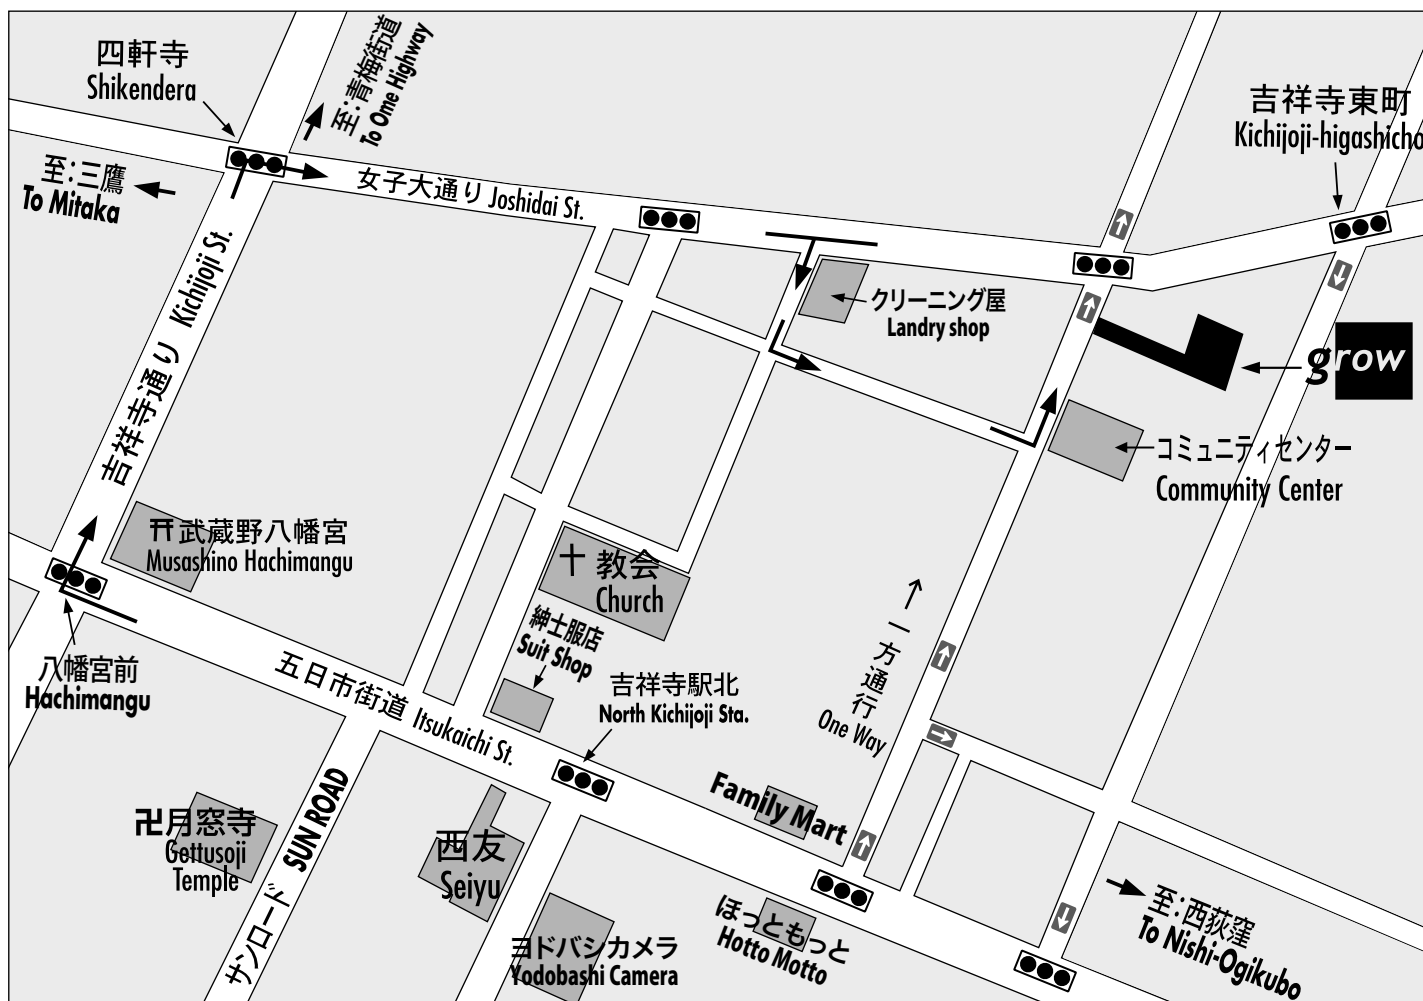 四軒寺
Shikendera
至:青梅街道
To Ome Highway
吉祥寺東町
Kichijoji-higashicho
至:三鷹
To Mitaka
女子大通り Joshidai St.
吉祥寺通り Kichijoji St.
クリーニング屋
Landry shop
grow
コミュニティセンター
Community Center
武蔵野八幡宮
Musashino Hachimangu
教会
Church
紳士服店
Suit Shop
一方通行
One Way
八幡宮前
Hachimangu
五日市街道 Itsukaichi St.
吉祥寺駅北
North Kichijoji Sta.
Family Mart
卍月窓寺
Gettusoji
Temple
サンロード SUN ROAD
西友
Seiyu
ヨドバシカメラ
Yodobashi Camera
ほっともっと
Hotto Motto
至:西荻窪
To Nishi-Ogikubo